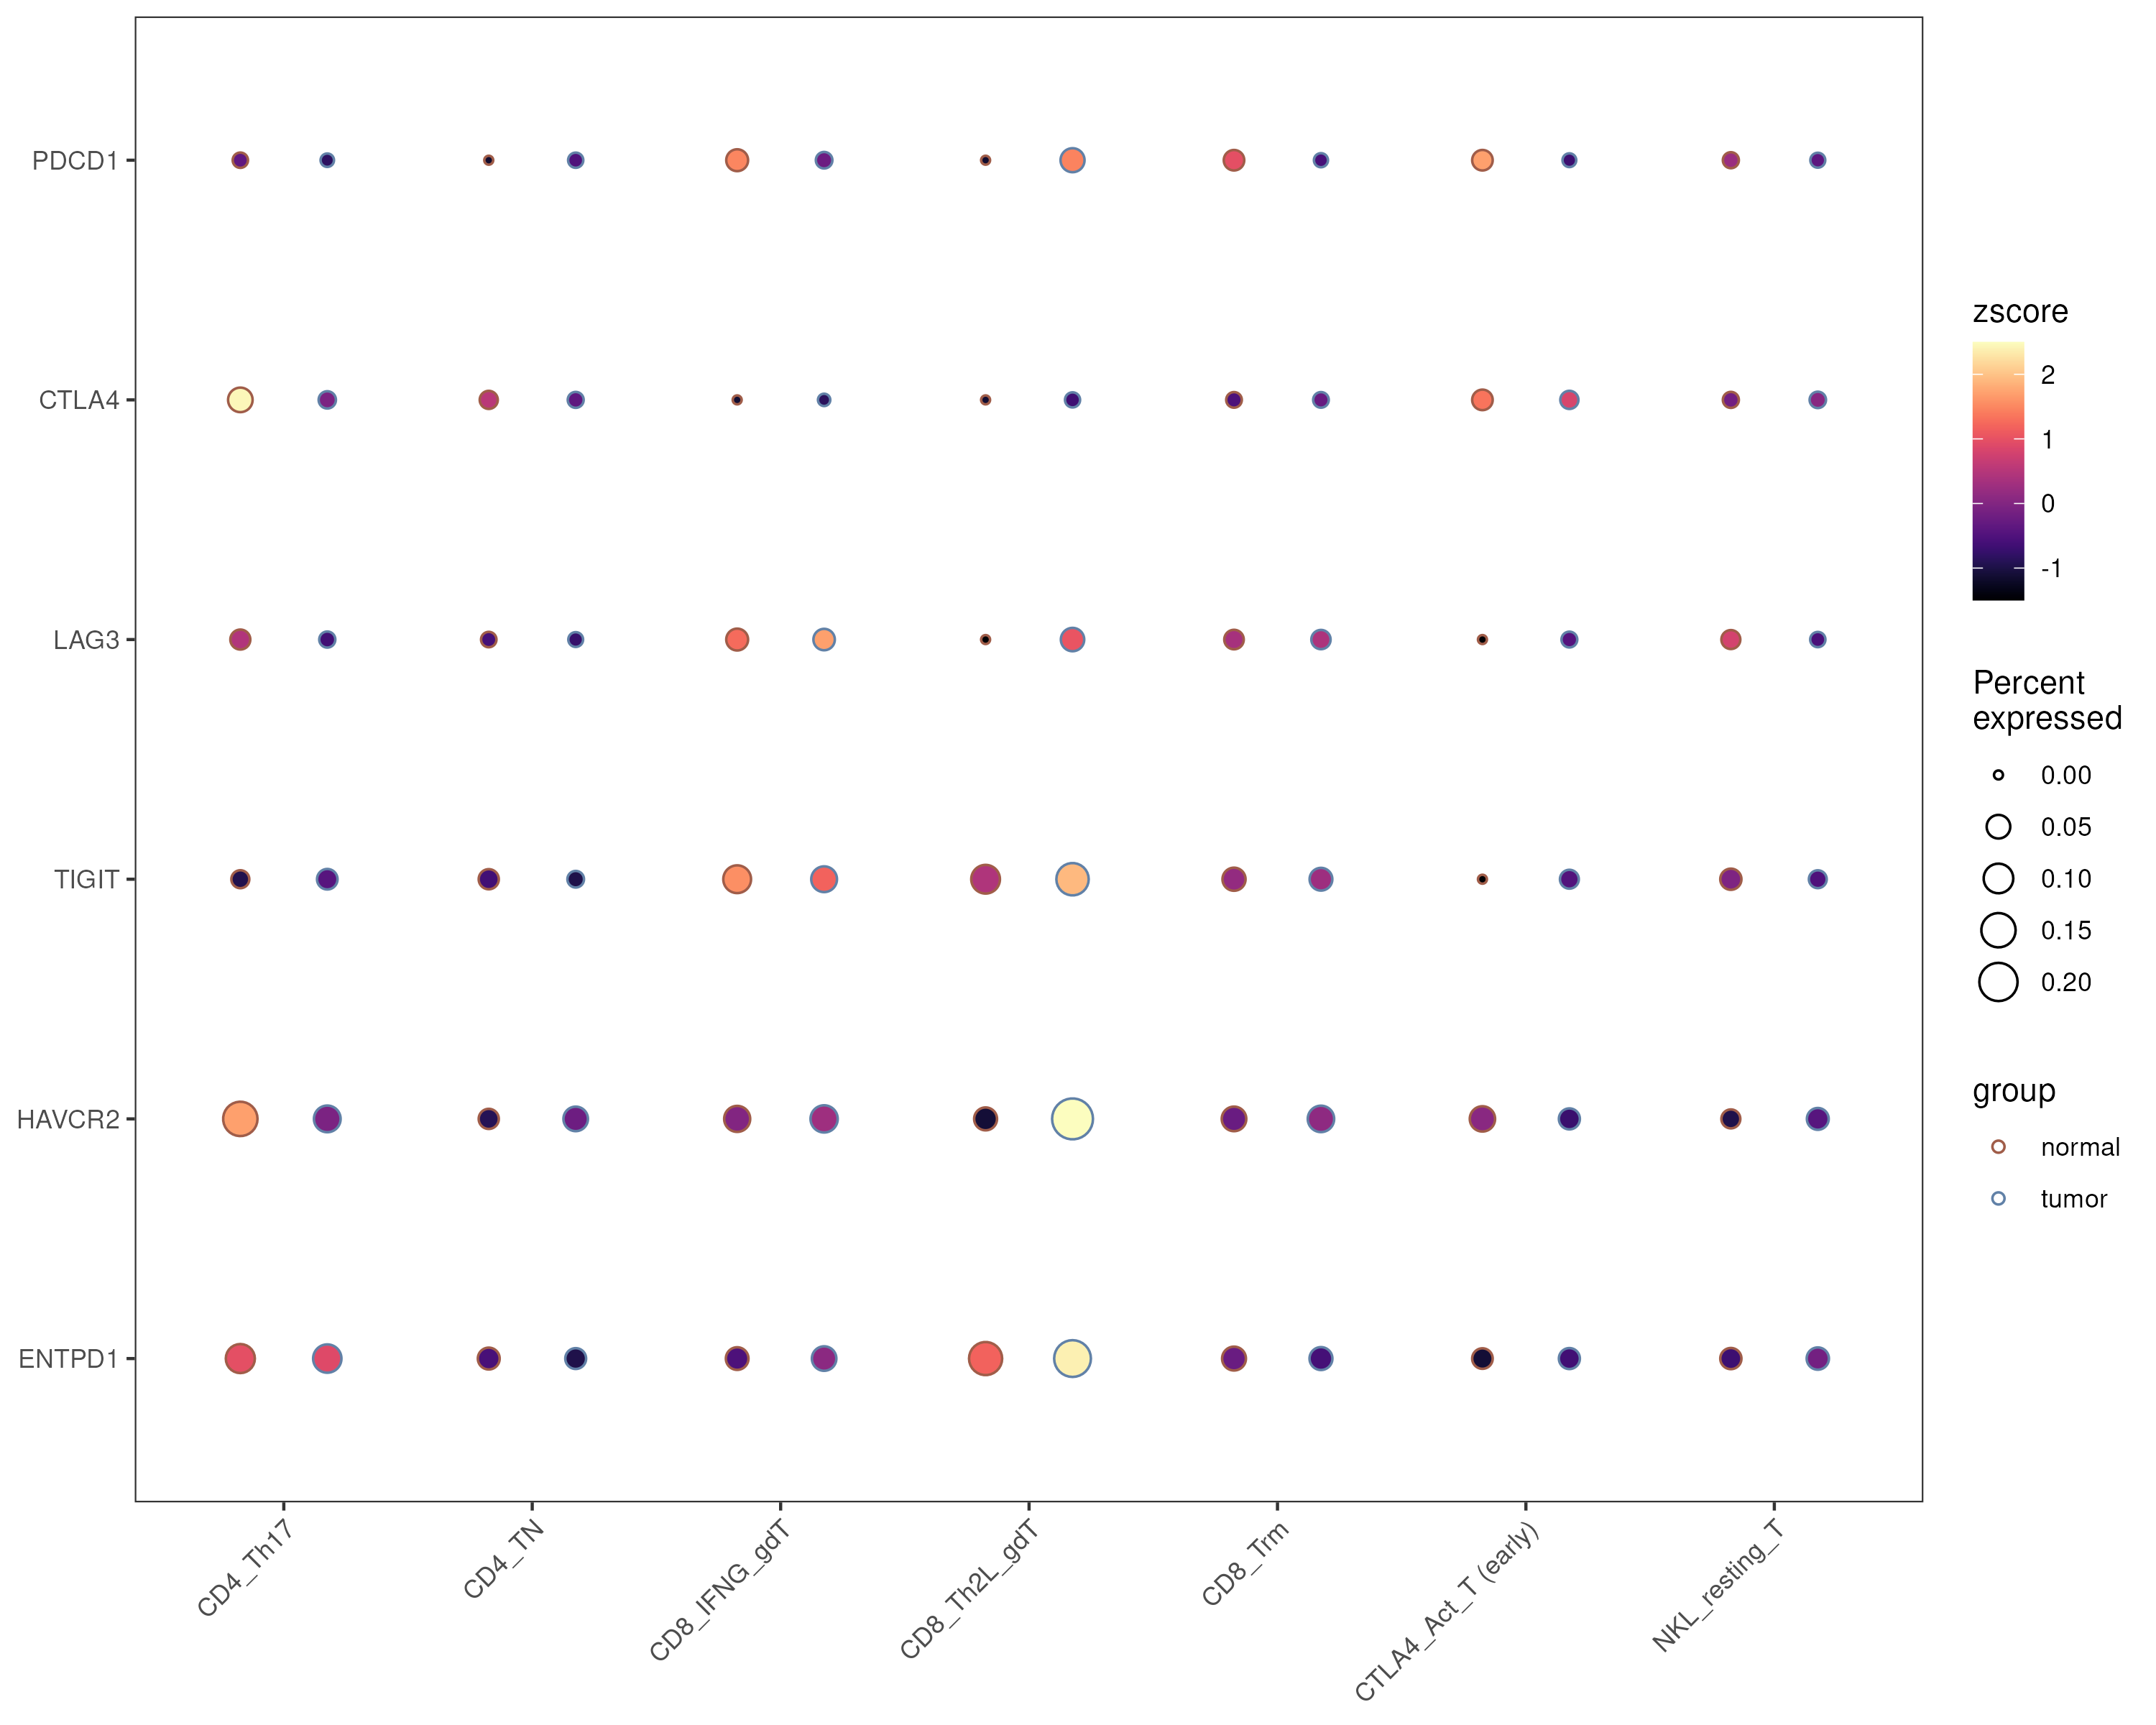 PDCD1
CTLA4
LAG3
TIGIT
HAVCR2
ENTPD1
CD4_Th17
CD4_TN
CD8_IFNG_gdT
CD8_Th2L_gdT
CD8_Trm
CTLA4_Act_T (early)
NKL_resting_T
zscore
2
1
0
-1
Percent
expressed
0.00
0.05
0.10
0.15
0.20
group
normal
tumor